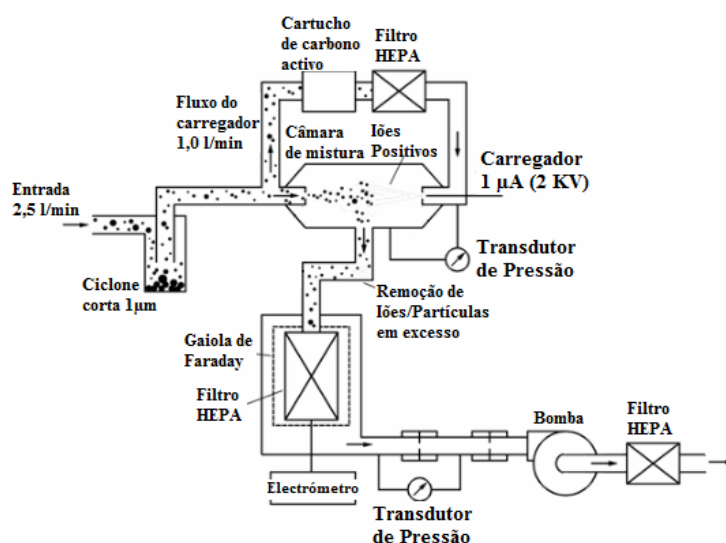 Cartucho
de carbono
activo
Filtro
HEPA
Fluxo do
carregador
1,0 l/min
Câmara
de mistura
Iões
Positivos
Carregador
1 µA (2 KV)
Entrada
2,5 l/min
Ciclone
corta 1µm
Transdutor
de Pressão
Remoção de
Iões/Partículas
em excesso
Gaiola de
Faraday
Filtro
HEPA
Bomba
Filtro
HEPA
Electrómetro
Transdutor
de Pressão